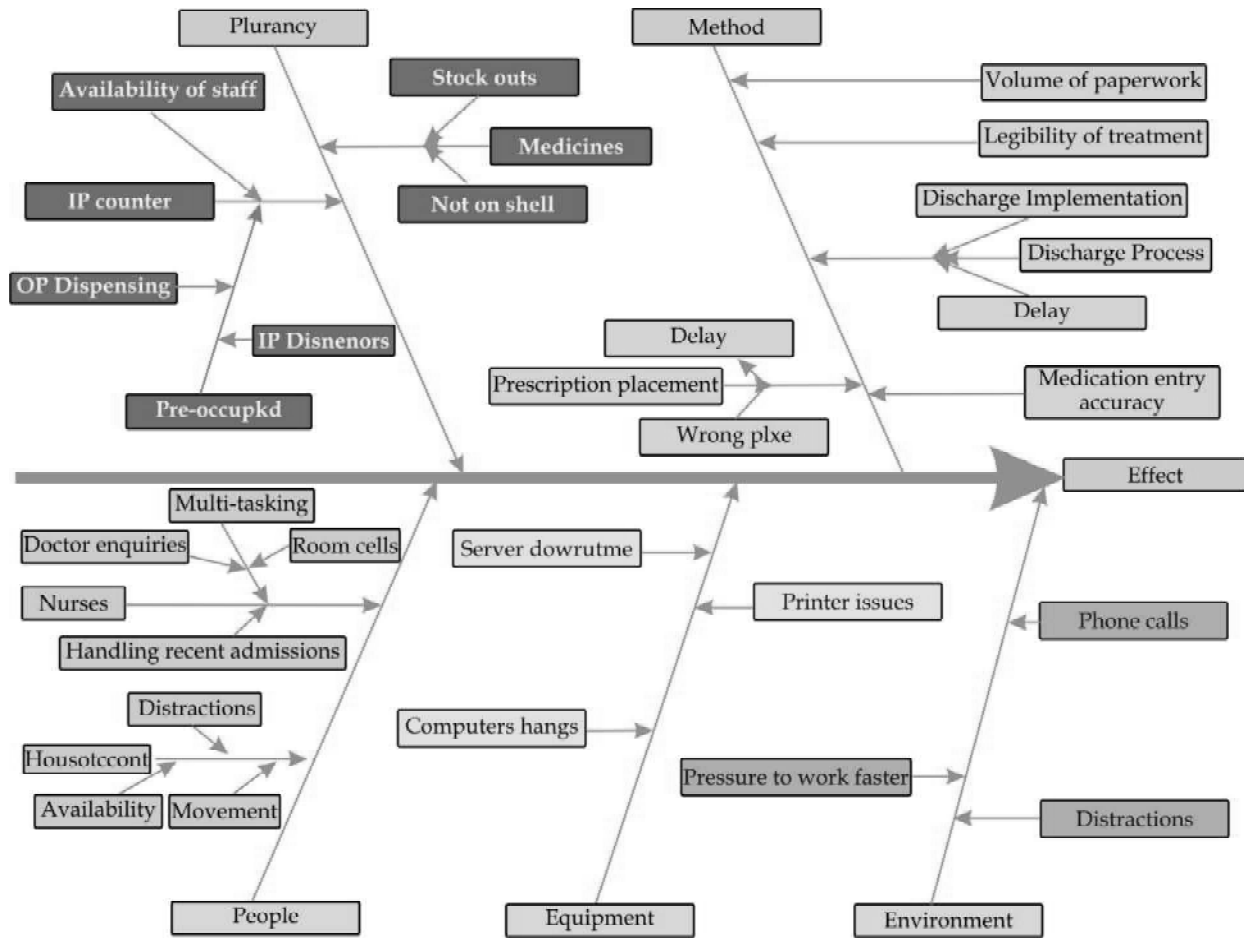 Plurancy
Method
Stock outs
Availability of staff
Volume of paperwork
Medicines
Legibility of treatment
IP counter
Not on shell
Discharge Implementation
Discharge Process
OP Dispensing
Delay
IP Disnenors
Delay
Prescription placement
Medication entry
accuracy
Pre-occupkd
Wrong plxe
Effect
Multi-tasking
Doctor enquiries
Room cells
Server dowrutme
Nurses
Printer issues
Phone calls
Handling recent admissions
Distractions
Computers hangs
Housotccont
Pressure to work faster
Availability
Movement
Distractions
People
Equipment
Environment